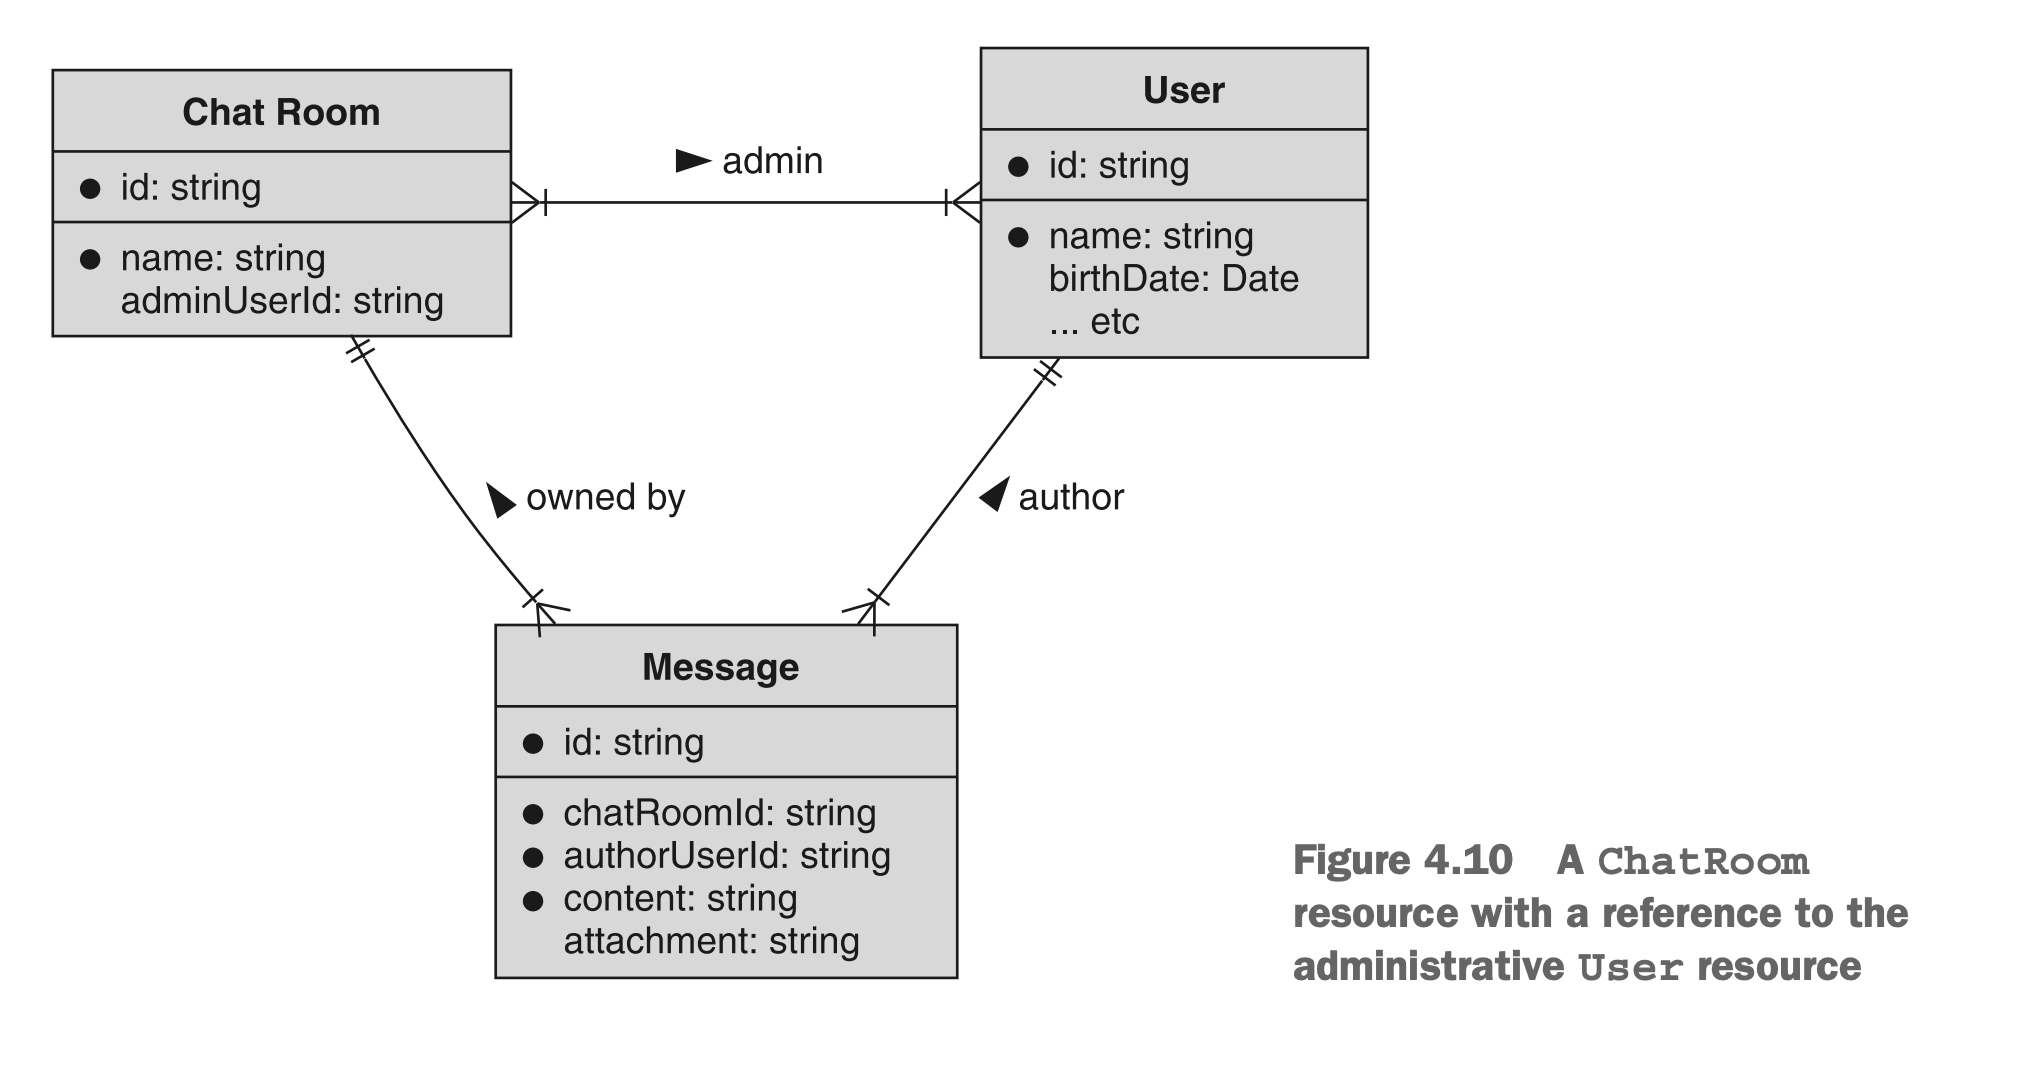 Chat Room
● id: string
● name: string
adminUserId: string
► admin
User
● id: string
● name: string
birthDate: Date
... etc
owned by
author
Message
● id: string
● chatRoomId: string
● authorUserId: string
● content: string
attachment: string
Figure 4.10 A ChatRoom
resource with a reference to the
administrative User resource